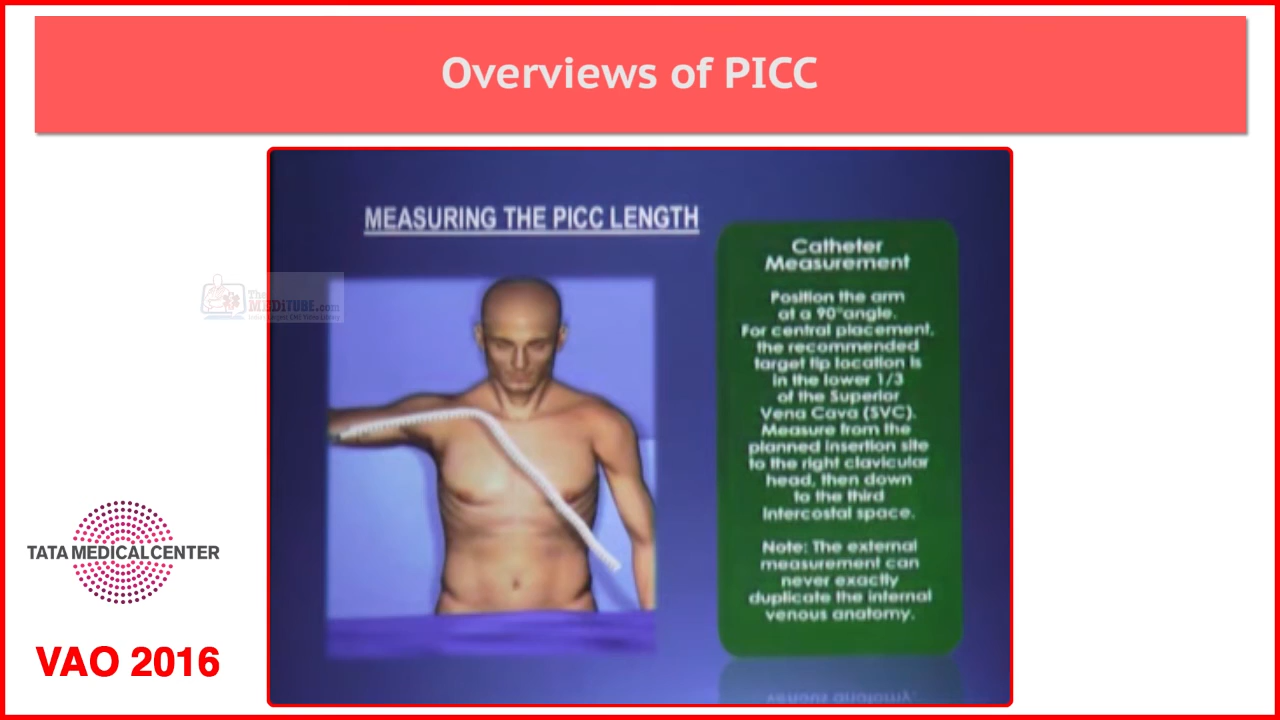 Overviews of PICC
MEASURING THE PICC LENGTH
Catheter
Measurement
Position the arm
at a 90°angle.
For central placement,
the recommended
target tip location is
in the lower 1/3
of the Superior
Vena Cava (SVC).
Measure from the
planned insertion site
to the right clavicular
head, then down
to the third
intercostal space.
Note: The external
measurement can
never exactly
duplicate the internal
venous anatomy.
The
MEDiTUBE.com
TATA MEDICAL CENTER
VAO 2016